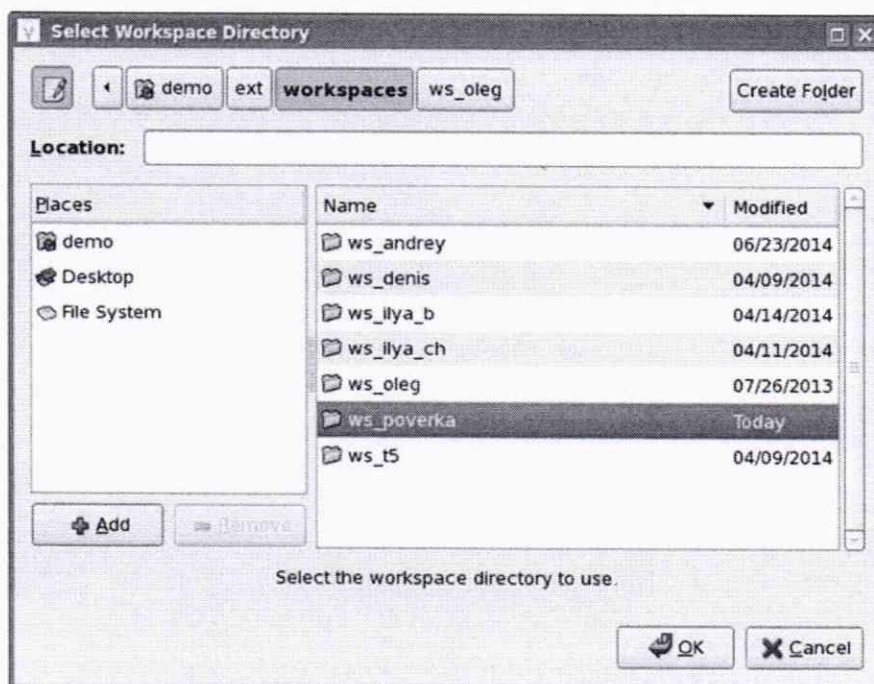 Select Workspace Directory
demo ext workspaces ws_oleg Create Folder
Location:
Places Name Modified
demo ws_andrey 06/23/2014
Desktop ws_denis 04/09/2014
File System ws_ilya_b 04/14/2014
ws_ilya_ch 04/11/2014
ws_oleg 07/26/2013
ws_poverka Today
ws_t5 04/09/2014
Add Remove
Select the workspace directory to use.
OK Cancel